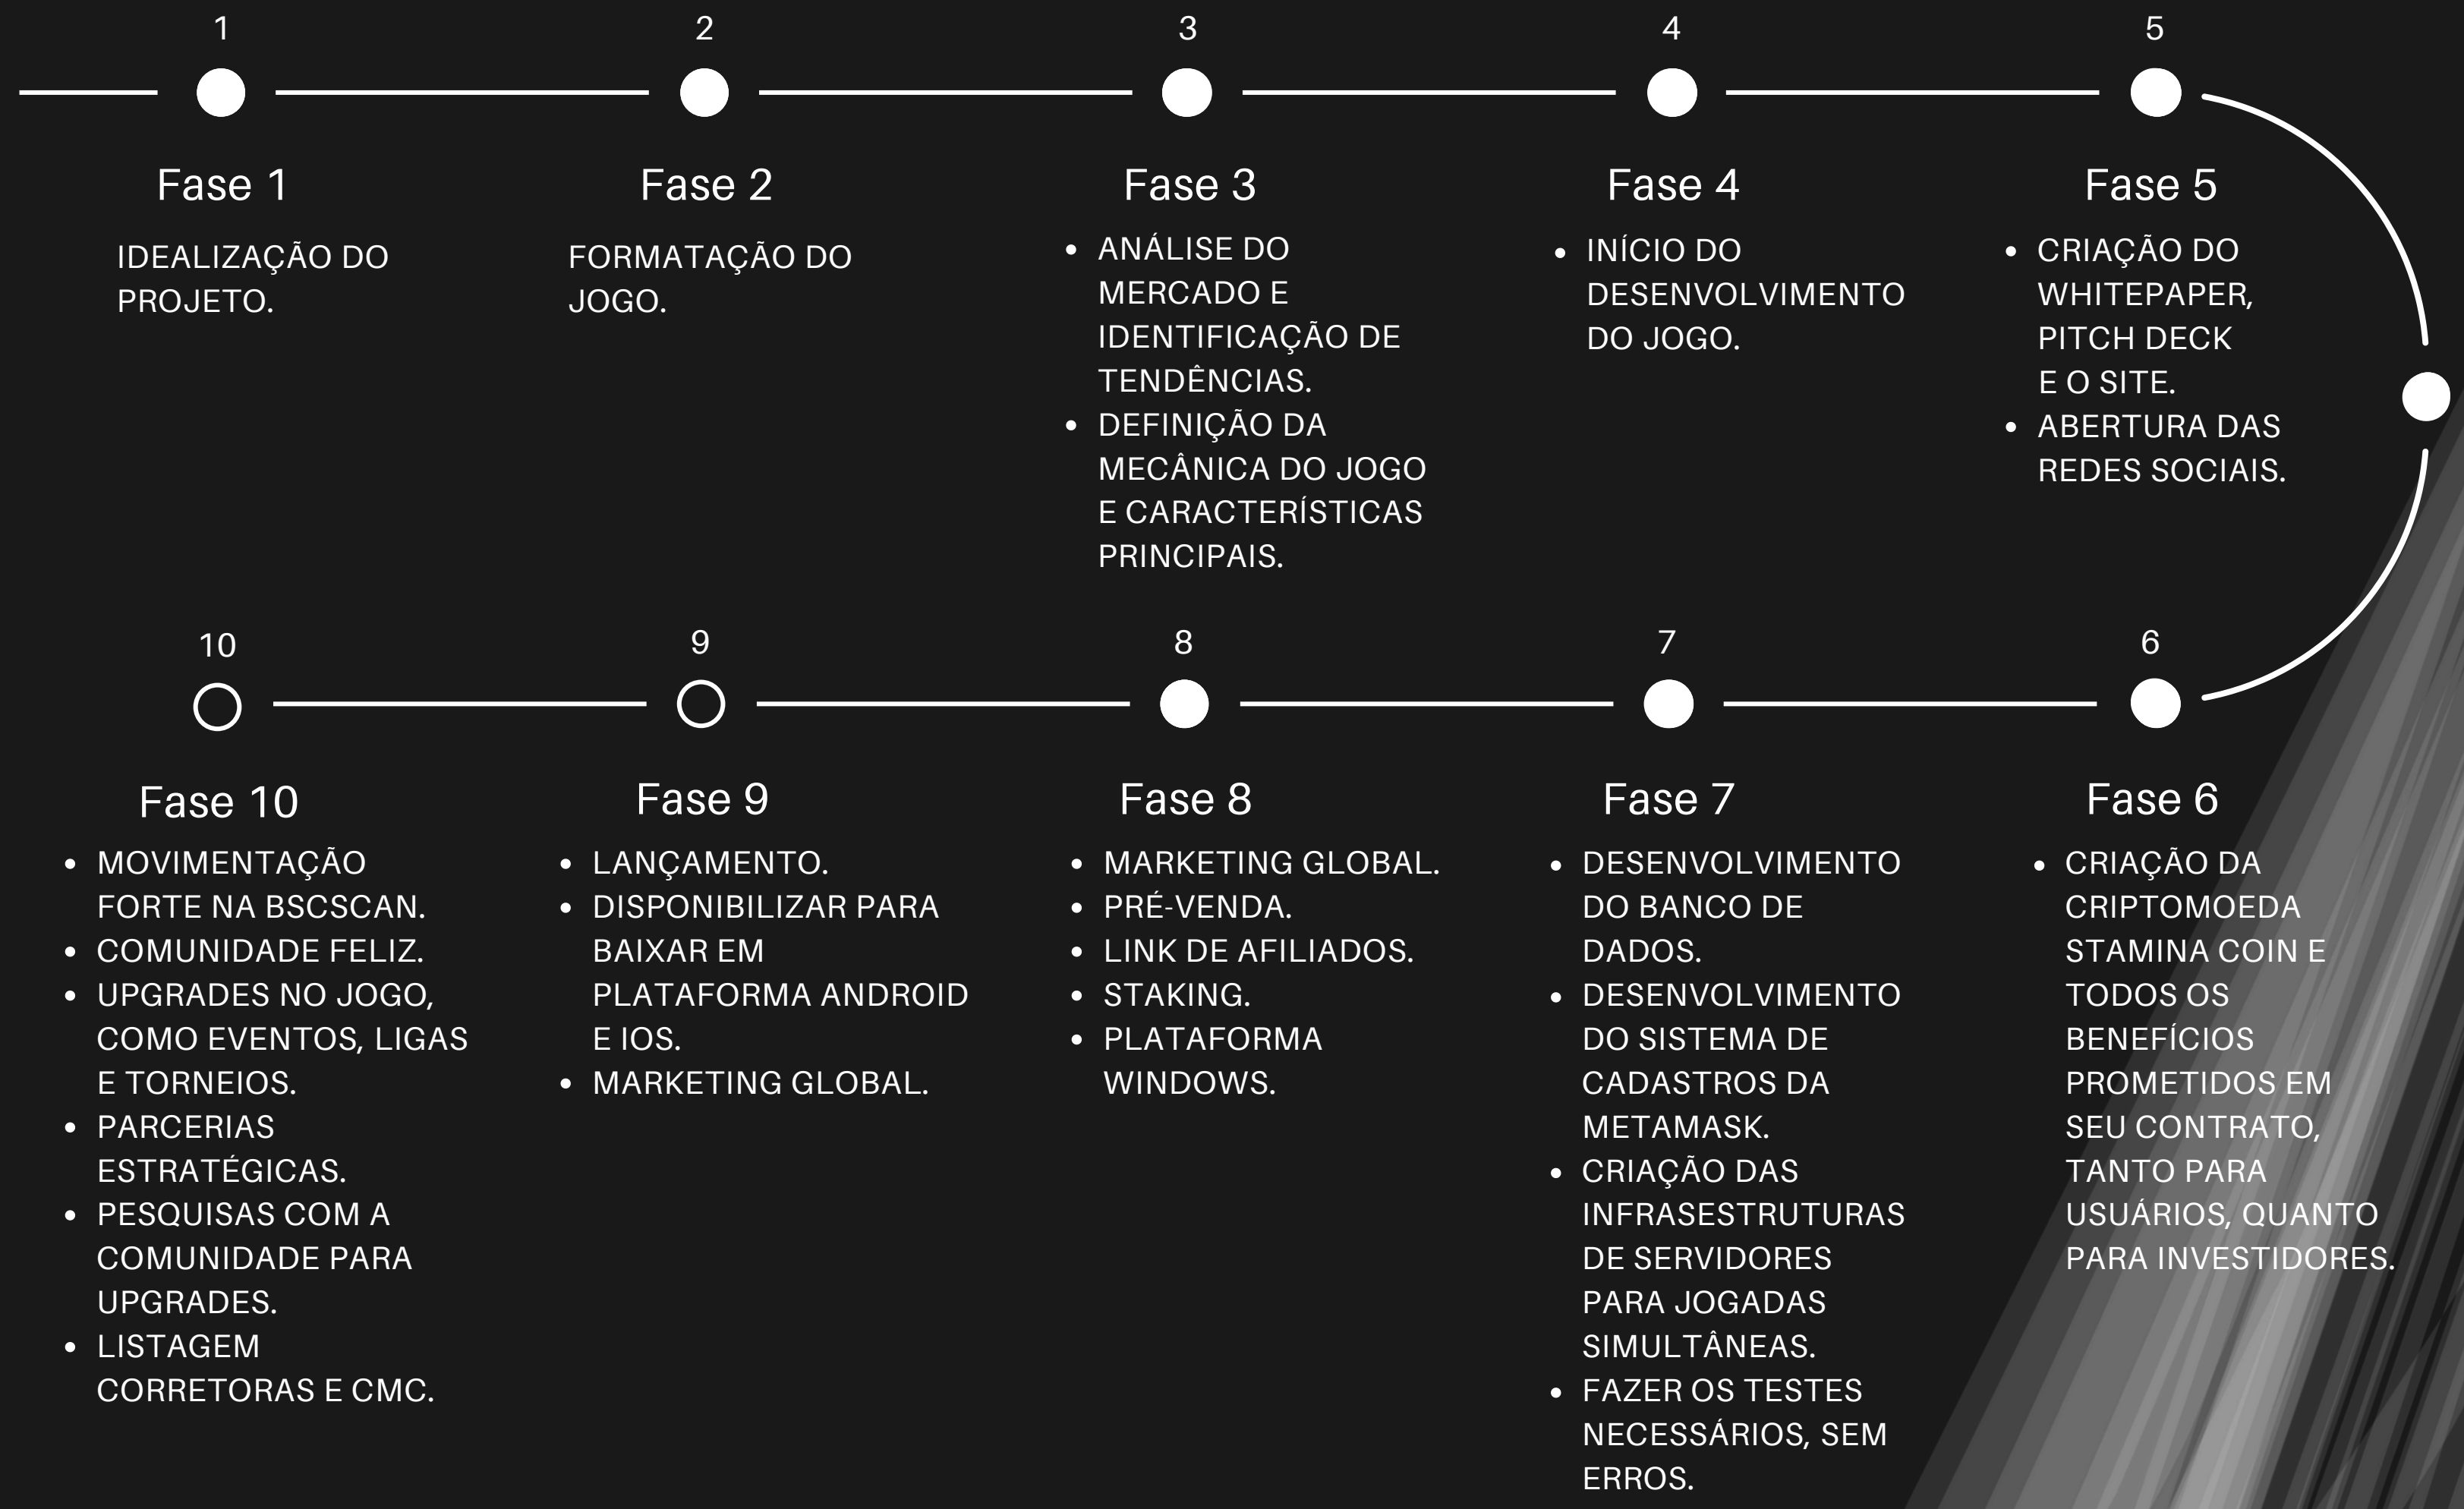 1
2
3
4
5
Fase 1
IDEALIZAÇÃO DO
PROJETO.
Fase 2
FORMATAÇÃO DO
JOGO.
Fase 3
• ANÁLISE DO
MERCADO E
IDENTIFICAÇÃO DE
TENDÊNCIAS.
• DEFINIÇÃO DA
MECÂNICA DO JOGO
E CARACTERÍSTICAS
PRINCIPAIS.
Fase 4
• INÍCIO DO
DESENVOLVIMENTO
DO JOGO.
Fase 5
• CRIAÇÃO DO
WHITEPAPER,
PITCH DECK
E O SITE.
• ABERTURA DAS
REDES SOCIAIS.
10
9
8
7
6
Fase 10
• MOVIMENTAÇÃO
FORTE NA BSCSCAN.
• COMUNIDADE FELIZ.
• UPGRADES NO JOGO,
COMO EVENTOS, LIGAS
E TORNEIOS.
• PARCERIAS
ESTRATÉGICAS.
• PESQUISAS COM A
COMUNIDADE PARA
UPGRADES.
• LISTAGEM
CORRETORAS E CMC.
Fase 9
• LANÇAMENTO.
• DISPONIBILIZAR PARA
BAIXAR EM
PLATAFORMA ANDROID
E IOS.
• MARKETING GLOBAL.
Fase 8
• MARKETING GLOBAL.
• PRÉ-VENDA.
• LINK DE AFILIADOS.
• STAKING.
• PLATAFORMA
WINDOWS.
Fase 7
• DESENVOLVIMENTO
DO BANCO DE
DADOS.
• DESENVOLVIMENTO
DO SISTEMA DE
CADASTROS DA
METAMASK.
• CRIAÇÃO DAS
INFRASESTRUTURAS
DE SERVIDORES
PARA JOGADAS
SIMULTÂNEAS.
• FAZER OS TESTES
NECESSÁRIOS, SEM
ERROS.
Fase 6
• CRIAÇÃO DA
CRIPTOMOEDA
STAMINA COIN E
TODOS OS
BENEFÍCIOS
PROMETIDOS EM
SEU CONTRATO,
TANTO PARA
USUÁRIOS, QUANTO
PARA INVESTIDORES.